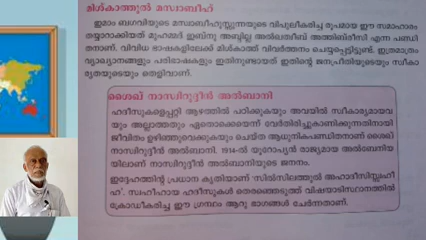 മിശ്കാത്തുൽ മസ്വാബീഹ്
ഇമാം ബഗവിയുടെ മസ്വാബീഹുസ്സുന്നയുടെ വിപുലീകരിച്ച രൂപമായ ഈ സമാഹാരം
തയ്യാറാക്കിയത് മുഹമ്മദ് ഇബ്നു അബ്ദില്ല അൽഖതീബ് അത്തിബ്‌രീസി എന്ന പണ്ഡി
തനാണ്. വിവിധ ഭാഷകളിലേക്ക് മിശ്കാത്ത് വിവർത്തനം ചെയ്യപ്പെട്ടിട്ടുണ്ട്. ഇത്രമാത്രം
വ്യാഖ്യാനങ്ങളും പരിഭാഷകളും ഇതിനുണ്ടായത് ഇതിന്റെ ജനപ്രീതിയുടെയും സ്വീകാ
ര്യതയുടെയും തെളിവാണ്.
ശൈഖ് നാസ്വിറുദ്ദീൻ അൽബാനി
ഹദീസുകളെപ്പറ്റി ആഴത്തിൽ പഠിക്കുകയും അവയിൽ സ്വീകാര്യമായവ
യും അല്ലാത്തതും ഏതൊക്കെയെന്ന് വേർതിരിച്ചുകാണിക്കുന്നതിനായി
ജീവിതം ഉഴിഞ്ഞുവെക്കുകയും ചെയ്ത ആധുനികപണ്ഡിതനാണ് ശൈഖ്
നാസ്വിറുദ്ദീൻ അൽബാനി. 1914-ൽ യൂറോപ്യൻ രാജ്യമായ അൽബേനിയ
യിലാണ് നാസ്വിറുദ്ദീൻ അൽബാനിയുടെ ജനനം.
ഇദ്ദേഹത്തിന്റെ പ്രധാന കൃതിയാണ് 'സിൽസിലത്തുൽ അഹാദീസിസ്സ്വഹീ
ഹ'. സ്വഹീഹായ ഹദീസുകൾ തെരഞ്ഞെടുത്ത് വിഷയാടിസ്ഥാനത്തിൽ
ക്രോഡീകരിച്ച ഈ ഗ്രന്ഥം ആറു ഭാഗങ്ങൾ ചേർന്നതാണ്.